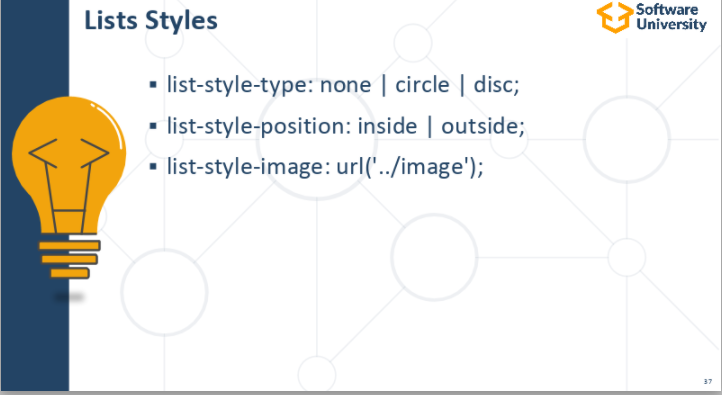 Lists Styles
Software
University
▪ list-style-type: none | circle | disc;
▪ list-style-position: inside | outside;
▪ list-style-image: url('../image');
37